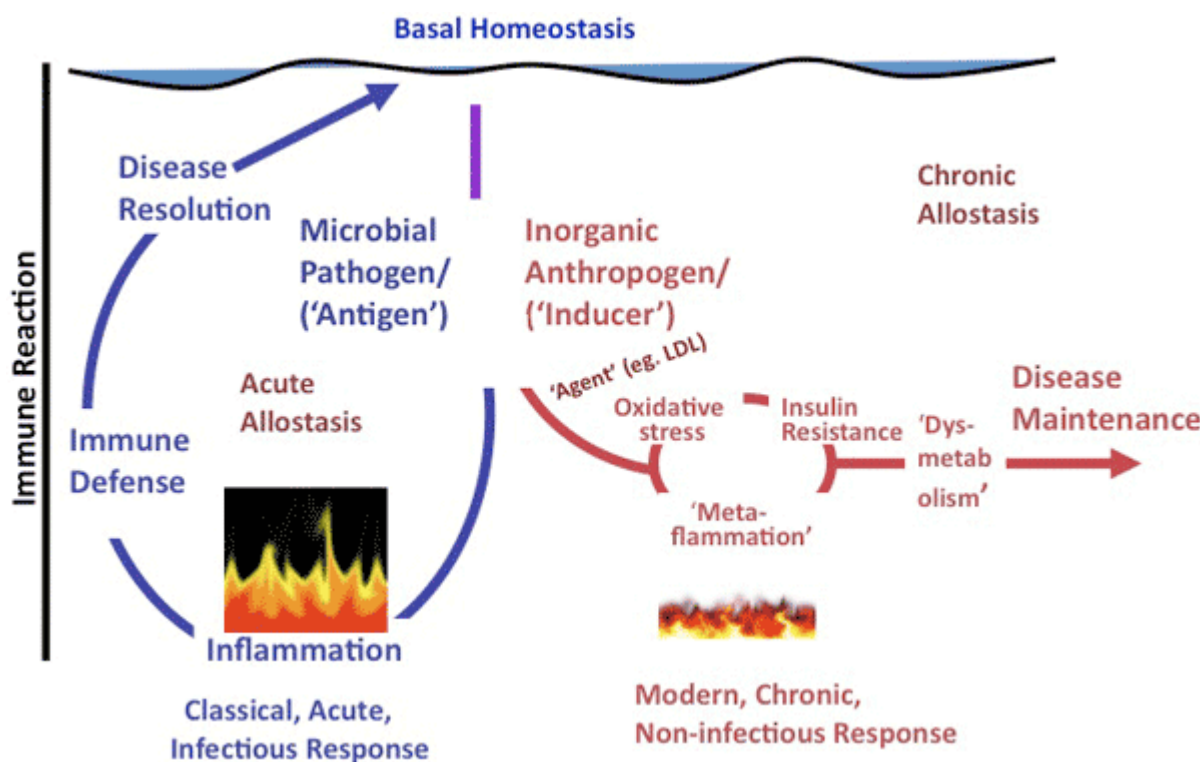 Basal Homeostasis
Immune Reaction
Disease
Resolution
Microbial
Pathogen/
(‘Antigen’)
Inorganic
Anthropogen/
(‘Inducer’)
Chronic
Allostasis
Acute
Allostasis
Immune
Defense
Inflammation
Classical, Acute,
Infectious Response
‘Agent’ (eg. LDL)
Oxidative
stress
Insulin
Resistance
‘Meta-
flammation’
‘Dys-
metab
olism’
Disease
Maintenance
Modern, Chronic,
Non-infectious Response